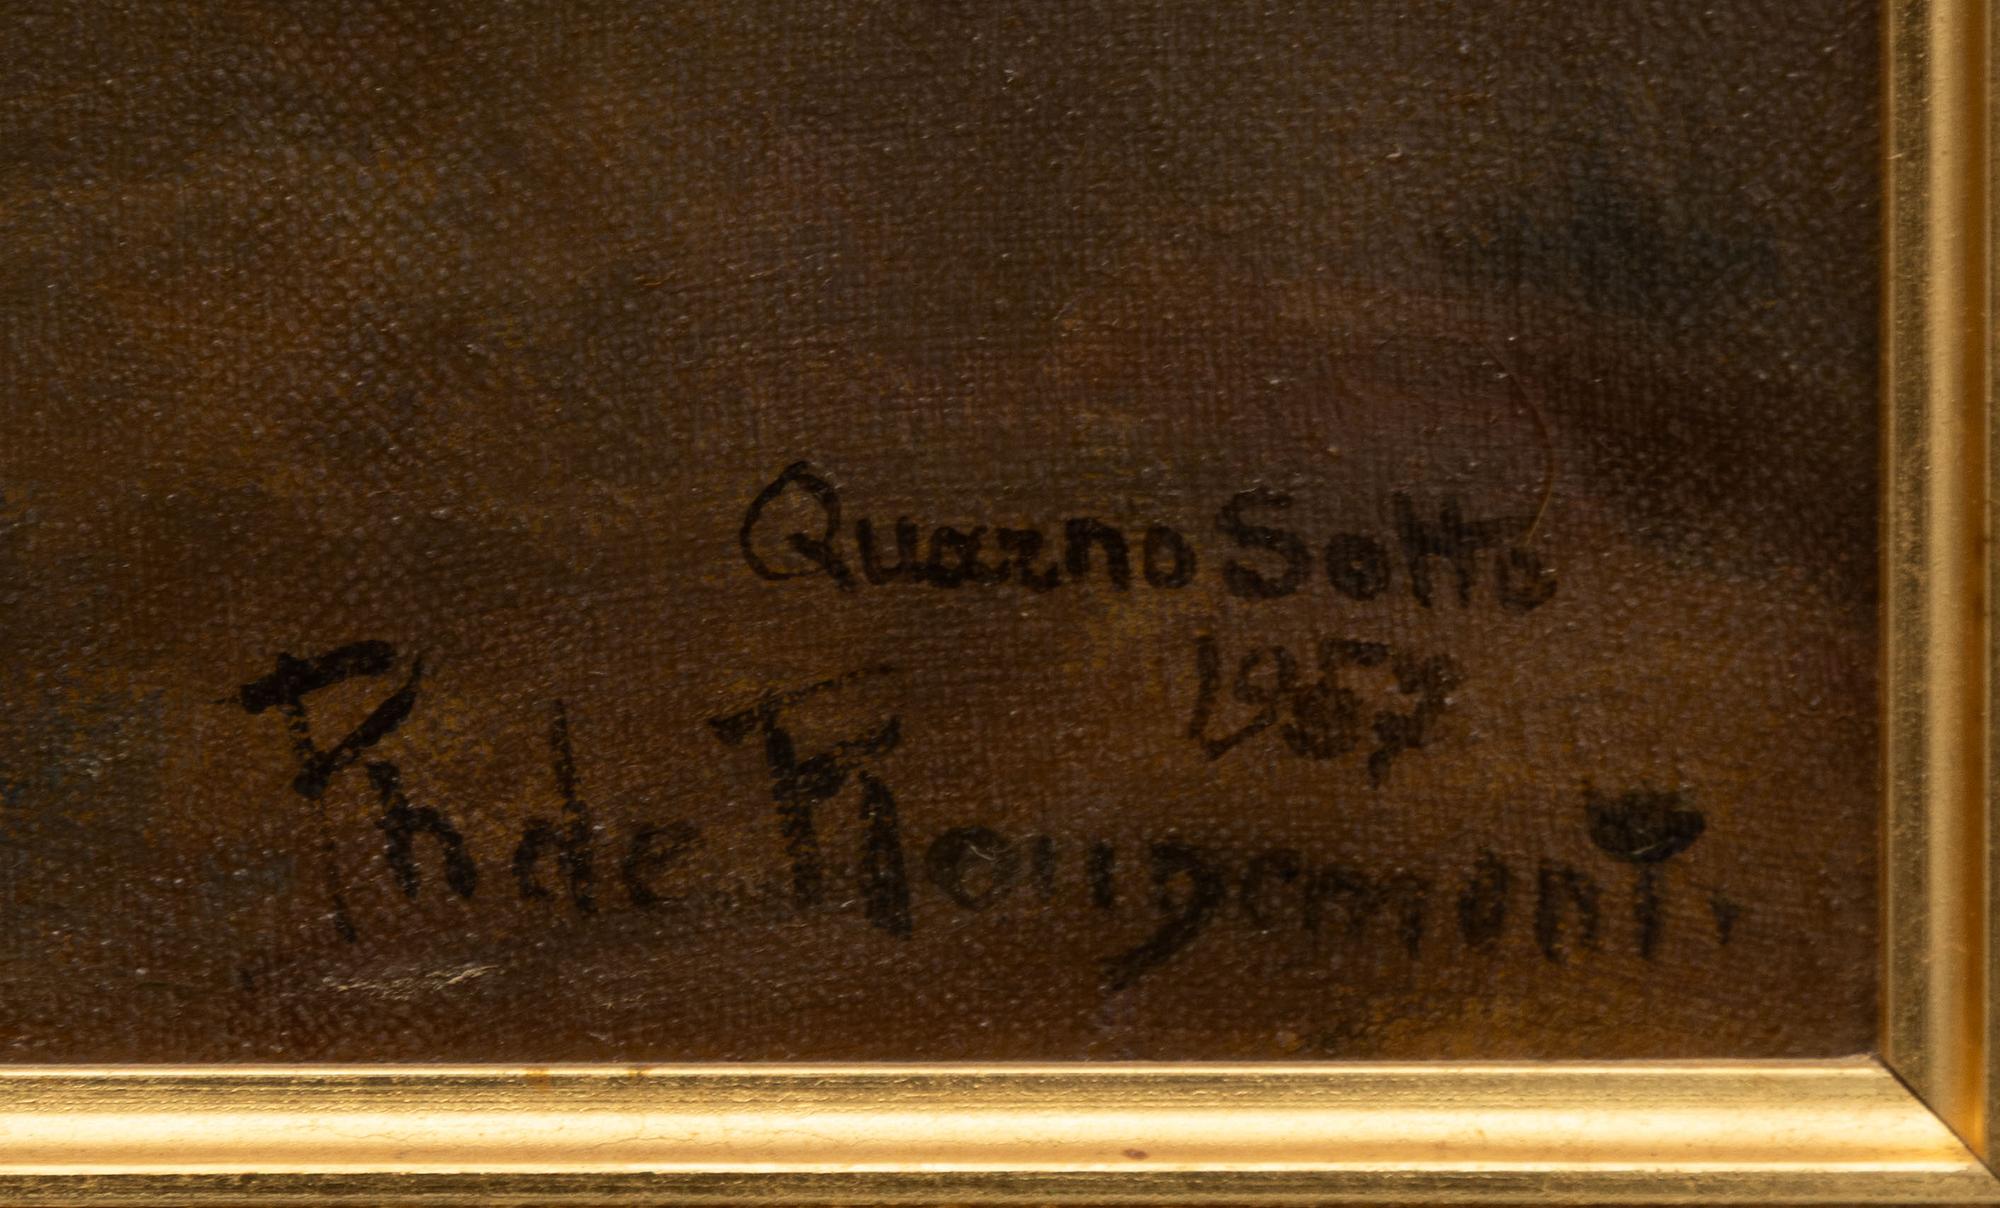 Quarno Sotto
1957
Ph de Rougemont.